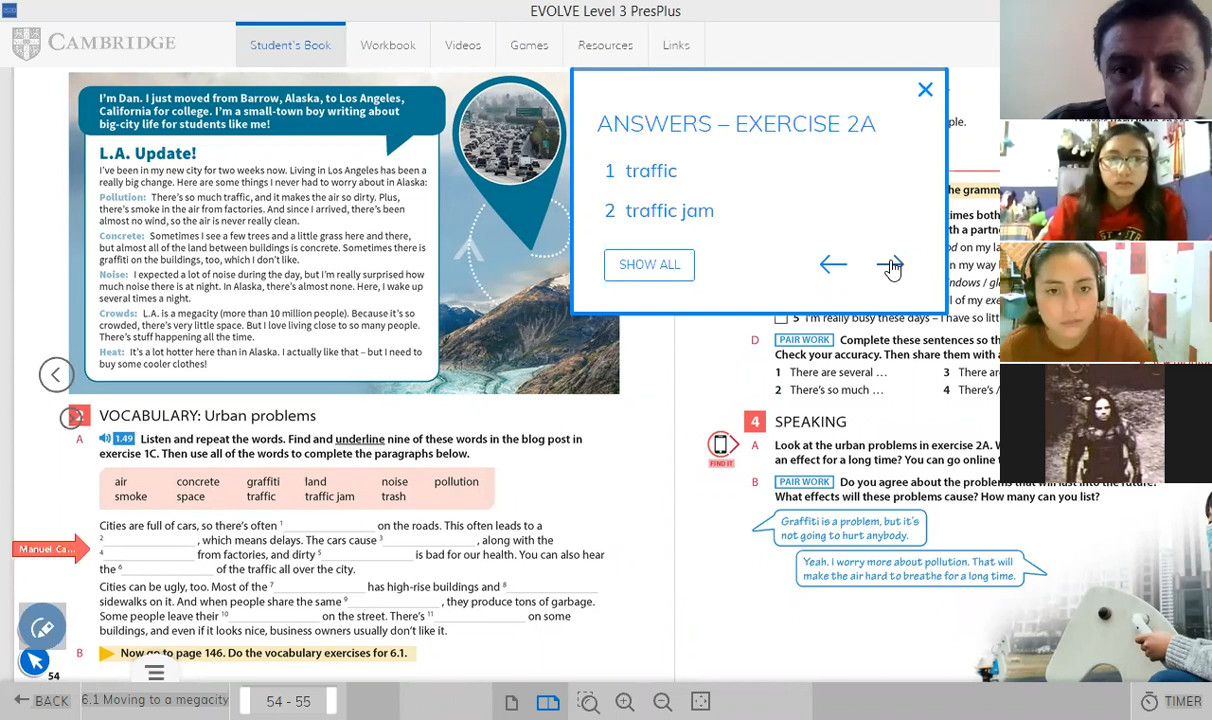 EVOLVE Level 3 PresPlus
CAMBRIDGE
Student's Book
Workbook
Videos
Games
Resources
Links
I'm Dan. I just moved from Barrow, Alaska, to Los Angeles,
California for college. I'm a small-town boy writing about
big-city life for students like me!
L.A. Update!
I've been in my new city for two weeks now. Living in Los Angeles has been a
really big change. Here are some things I never had to worry about in Alaska:
Pollution: There's so much traffic, and it makes the air so dirty. Plus,
there's smoke in the air from factories. And since I arrived, there's been
almost no wind, so the air is never really clean.
Concrete: Sometimes I see a few trees and a little grass here and there,
but almost all of the land between buildings is concrete. Sometimes there is
graffiti on the buildings, too, which I don't like.
Noise: I expected a lot of noise during the day, but I'm really surprised how
much noise there is at night. In Alaska, there's almost none. Here, I wake up
several times a night.
Crowds: L.A. is a megacity (more than 10 million people). Because it's so
crowded, there's very little space. But I love living close to so many people.
There's stuff happening all the time.
Heat: It's a lot hotter here than in Alaska. I actually like that – but I need to
buy some cooler clothes!
VOCABULARY: Urban problems
A 1.49 Listen and repeat the words. Find and underline nine of these words in the blog post in
exercise 1C. Then use all of the words to complete the paragraphs below.
air concrete graffiti land noise pollution
smoke space traffic traffic jam trash
Cities are full of cars, so there's often 1 on the roads. This often leads to a
2 , which means delays. The cars cause 3 , along with the
4 from factories, and dirty 5 is bad for our health. You can also hear
the 6 of the traffic all over the city.
Cities can be ugly, too. Most of the 7 has high-rise buildings and 8
sidewalks on it. And when people share the same 9 , they produce tons of garbage.
Some people leave their 10 on the street. There's 11 on some
buildings, and even if it looks nice, business owners usually don't like it.
B Now go to page 146. Do the vocabulary exercises for 6.1.
54
Manuel Ca...
ANSWERS – EXERCISE 2A
1 traffic
2 traffic jam
SHOW ALL
ple.
he gramm
imes both
th a partn
d on my la
n my way
indows / gl
l of my exe
5 I'm really busy these days – I have so litt
D PAIR WORK Complete these sentences so th
Check your accuracy. Then share them with a
1 There are several …
3 There are
2 There's so much …
4 There's /
4 SPEAKING
FIND IT
A Look at the urban problems in exercise 2A. W
an effect for a long time? You can go online t
B PAIR WORK Do you agree about the problems that will last into the future?
What effects will these problems cause? How many can you list?
Graffiti is a problem, but it's
not going to hurt anybody.
Yeah. I worry more about pollution. That will
make the air hard to breathe for a long time.
BACK
6.1 Moving to a megacity
54 - 55
TIMER